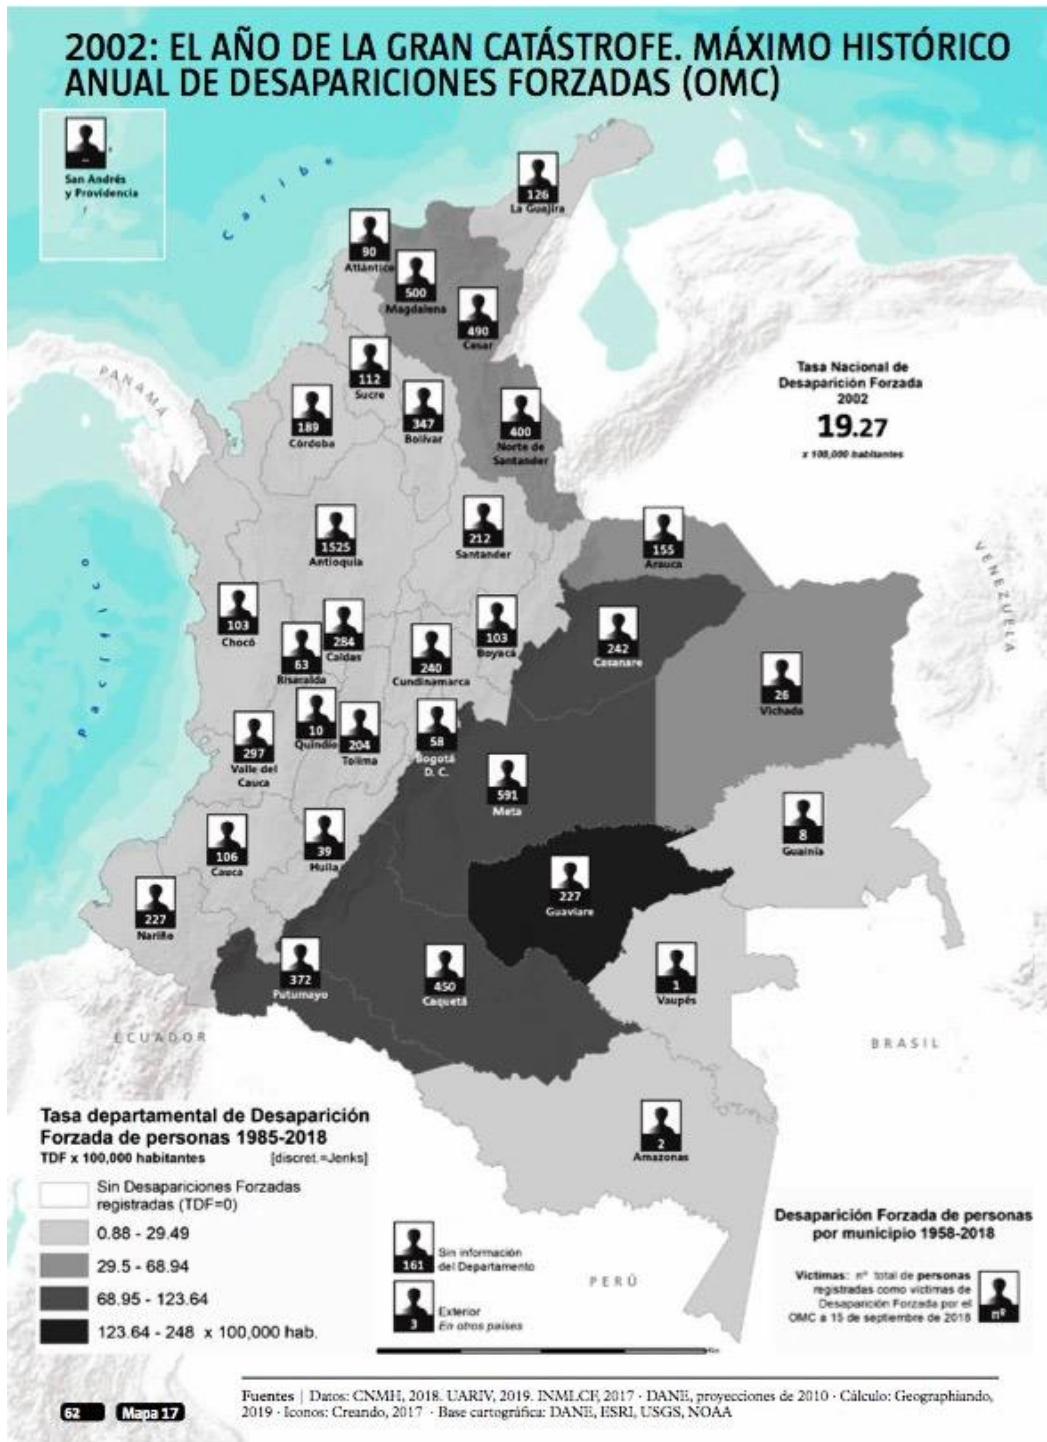 2002: EL AÑO DE LA GRAN CATÁSTROFE. MÁXIMO HISTÓRICO
ANUAL DE DESAPARICIONES FORZADAS (OMC)
--
San Andrés
y Providencia
Caribe
126
La Guajira
90
Atlántico
500
Magdalena
490
Cesar
112
Sucre
189
Córdoba
347
Bolívar
400
Norte de
Santander
PANAMÁ
Tasa Nacional de
Desaparición Forzada
2002
19.27
x 100,000 habitantes
1525
Antioquia
212
Santander
155
Arauca
VENEZUELA
Pacífico
103
Chocó
284
Caldas
63
Risaralda
240
Cundinamarca
103
Boyacá
242
Casanare
26
Vichada
297
Valle del
Cauca
10
Quindío
204
Tolima
58
Bogotá
D. C.
591
Meta
8
Guainía
106
Cauca
39
Huila
227
Guaviare
227
Nariño
372
Putumayo
450
Caquetá
1
Vaupés
ECUADOR
BRASIL
2
Amazonas
Tasa departamental de Desaparición
Forzada de personas 1985-2018
TDF x 100,000 habitantes [discret.=Jenks]
Sin Desapariciones Forzadas
registradas (TDF=0)
0.88 - 29.49
29.5 - 68.94
68.95 - 123.64
123.64 - 248 x 100,000 hab.
161
Sin información
del Departamento
3
Exterior
En otros países
PERÚ
Desaparición Forzada de personas
por municipio 1958-2018
Víctimas: nº total de personas
registradas como víctimas de
Desaparición Forzada por el
OMC a 15 de septiembre de 2018
nº
Km
Fuentes | Datos: CNMH, 2018. UARIV, 2019. INMLCF, 2017 · DANE, proyecciones de 2010 · Cálculo: Geographiando,
2019 · Iconos: Creando, 2017 · Base cartográfica: DANE, ESRI, USGS, NOAA
62 Mapa 17